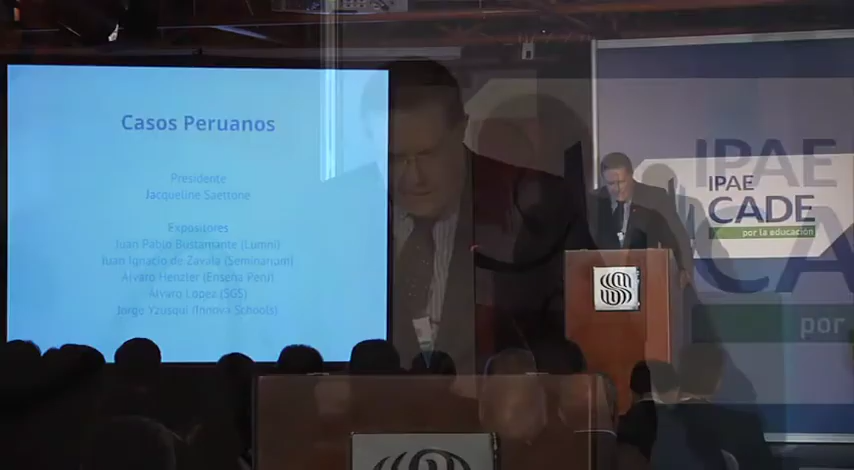 Casos Peruanos
Presidente
Jacqueline Saettone
Expositores
Juan Pablo Bustamante (Lumni)
Juan Ignacio de Zavala (Seminarium)
Alvaro Henzler (Enseña Perú)
Alvaro Lopez (SGS)
Jorge Yzusqui (Innova Schools)
IPAE
CADE
por la educación
IPAE
CA
por